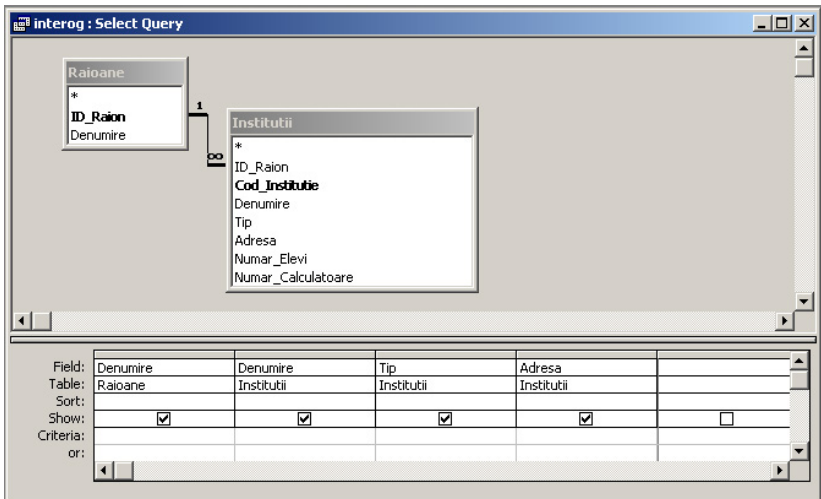 interog : Select Query
Raioane
*
ID_Raion
Denumire
1
∞
Institutii
*
ID_Raion
Cod_Institutie
Denumire
Tip
Adresa
Numar_Elevi
Numar_Calculatoare
Field: Denumire Denumire Tip Adresa
Table: Raioane Institutii Institutii Institutii
Sort:
Show:
Criteria:
or: